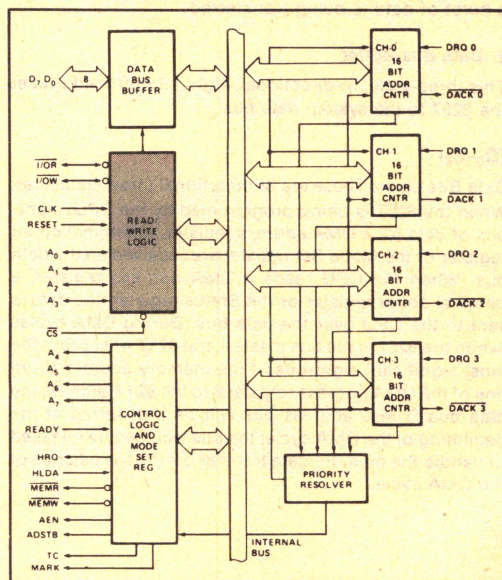 D₇ D₀
8
DATA
BUS
BUFFER
I/OR
I/OW
CLK
RESET
A₀
A₁
A₂
A₃
CS
READ/
WRITE
LOGIC
A₄
A₅
A₆
A₇
READY
HRQ
HLDA
MEMR
MEMW
AEN
ADSTB
TC
MARK
CONTROL
LOGIC
AND
MODE
SET
REG
CH-0
16
BIT
ADDR
CNTR
DRQ 0
DACK 0
CH 1
16
BIT
ADDR
CNTR
DRQ 1
DACK 1
CH 2
16
BIT
ADDR
CNTR
DRQ 2
DACK 2
CH 3
16
BIT
ADDR
CNTR
DRQ 3
DACK 3
PRIORITY
RESOLVER
INTERNAL
BUS